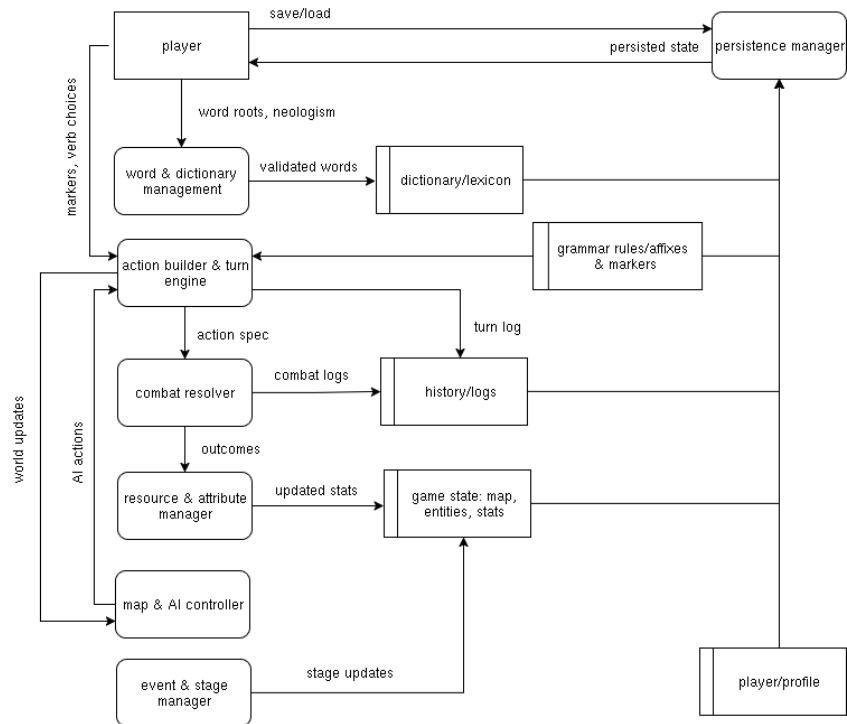 save/load
player
persisted state
persistence manager
markers, verb choices
word roots, neologism
word & dictionary
management
validated words
dictionary/lexicon
grammar rules/affixes
& markers
action builder & turn
engine
action spec
turn log
combat resolver
combat logs
history/logs
world updates
AI actions
outcomes
resource & attribute
manager
updated stats
game state: map,
entities, stats
map & AI controller
event & stage
manager
stage updates
player/profile